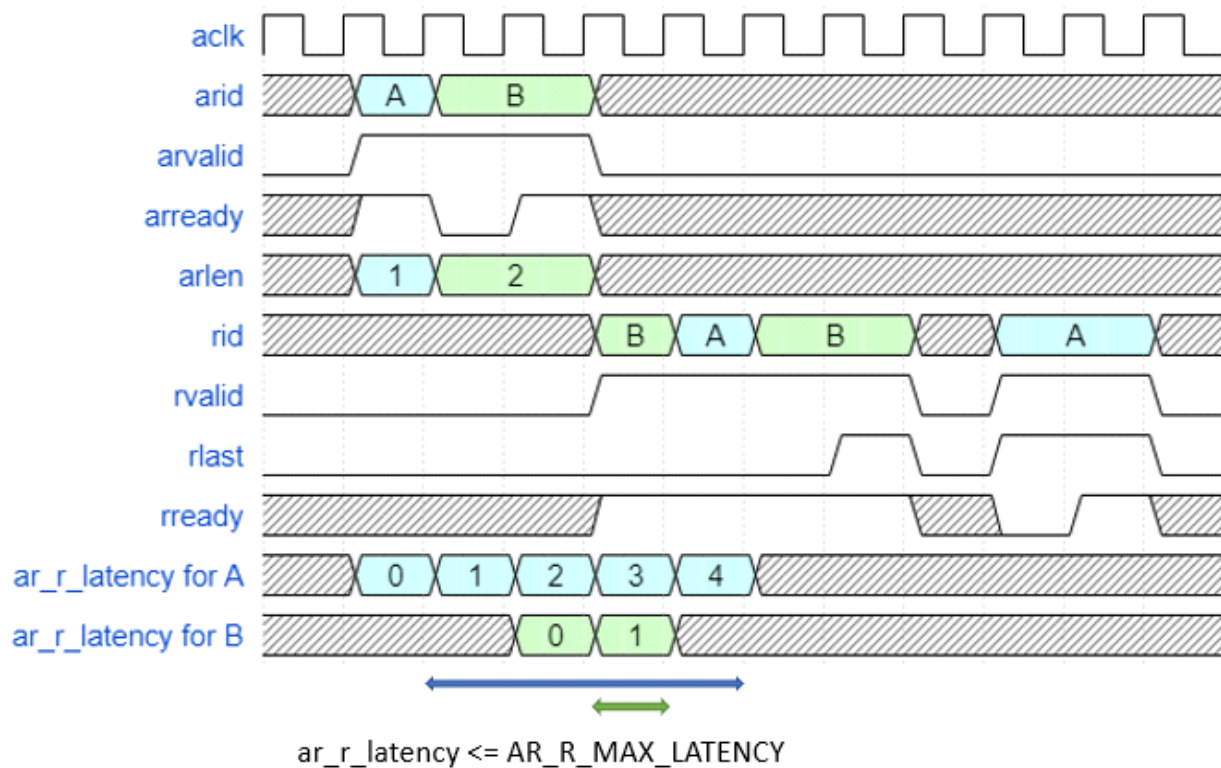 aclk
arid A B
arvalid
arready
arlen 1 2
rid B A B A
rvalid
rlast
rready
ar_r_latency for A 0 1 2 3 4
ar_r_latency for B 0 1
ar_r_latency <= AR_R_MAX_LATENCY